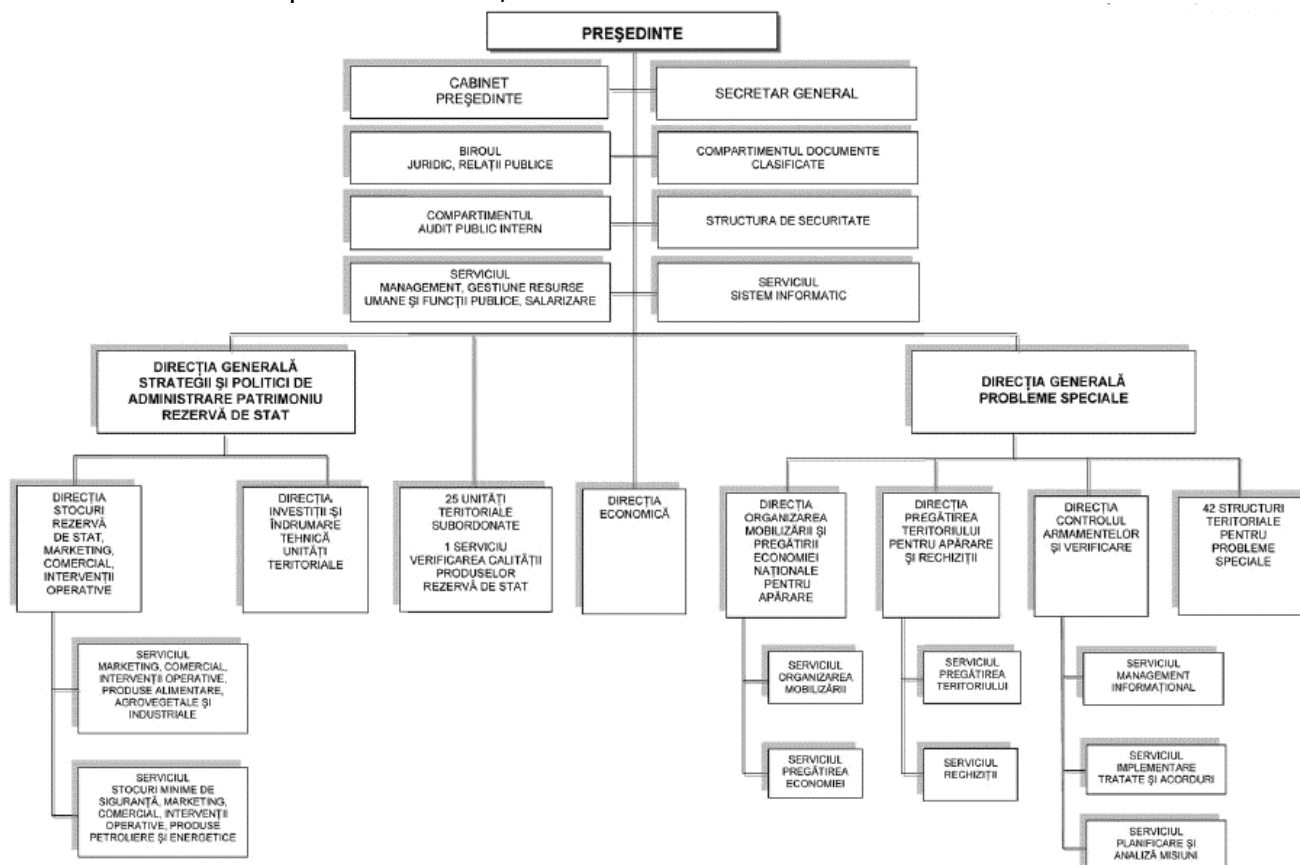 PREŞEDINTE
CABINET
PREŞEDINTE
SECRETAR GENERAL
BIROUL
JURIDIC, RELAŢII PUBLICE
COMPARTIMENTUL DOCUMENTE
CLASIFICATE
COMPARTIMENTUL
AUDIT PUBLIC INTERN
STRUCTURA DE SECURITATE
SERVICIUL
MANAGEMENT, GESTIUNE RESURSE
UMANE ŞI FUNCŢII PUBLICE, SALARIZARE
SERVICIUL
SISTEM INFORMATIC
DIRECŢIA GENERALĂ
STRATEGII ŞI POLITICI DE
ADMINISTRARE PATRIMONIU
REZERVĂ DE STAT
DIRECŢIA GENERALĂ
PROBLEME SPECIALE
DIRECŢIA
STOCURI
REZERVĂ
DE STAT,
MARKETING,
COMERCIAL,
INTERVENŢII
OPERATIVE
DIRECŢIA
INVESTIŢII ŞI
ÎNDRUMARE
TEHNICĂ
UNITĂŢI
TERITORIALE
25 UNITĂŢI
TERITORIALE
SUBORDONATE
1 SERVICIU
VERIFICAREA CALITĂŢII
PRODUSELOR
REZERVĂ DE STAT
DIRECŢIA
ECONOMICĂ
DIRECŢIA
ORGANIZAREA
MOBILIZĂRII ŞI
PREGĂTIRII
ECONOMIEI
NAŢIONALE
PENTRU
APĂRARE
DIRECŢIA
PREGĂTIREA
TERITORIULUI
PENTRU APĂRARE
ŞI RECHIZIŢII
DIRECŢIA
CONTROLUL
ARMAMENTELOR
ŞI VERIFICARE
42 STRUCTURI
TERITORIALE
PENTRU
PROBLEME
SPECIALE
SERVICIUL
MARKETING, COMERCIAL,
INTERVENŢII OPERATIVE,
PRODUSE ALIMENTARE,
AGROVEGETALE ŞI
INDUSTRIALE
SERVICIUL
ORGANIZAREA
MOBILIZĂRII
SERVICIUL
PREGĂTIREA
TERITORIULUI
SERVICIUL
MANAGEMENT
INFORMAŢIONAL
SERVICIUL
STOCURI MINIME DE
SIGURANŢĂ, MARKETING,
COMERCIAL, INTERVENŢII
OPERATIVE, PRODUSE
PETROLIERE ŞI ENERGETICE
SERVICIUL
PREGĂTIREA
ECONOMIEI
SERVICIUL
RECHIZIŢII
SERVICIUL
IMPLEMENTARE
TRATATE ŞI ACORDURI
SERVICIUL
PLANIFICARE ŞI
ANALIZĂ MISIUNI